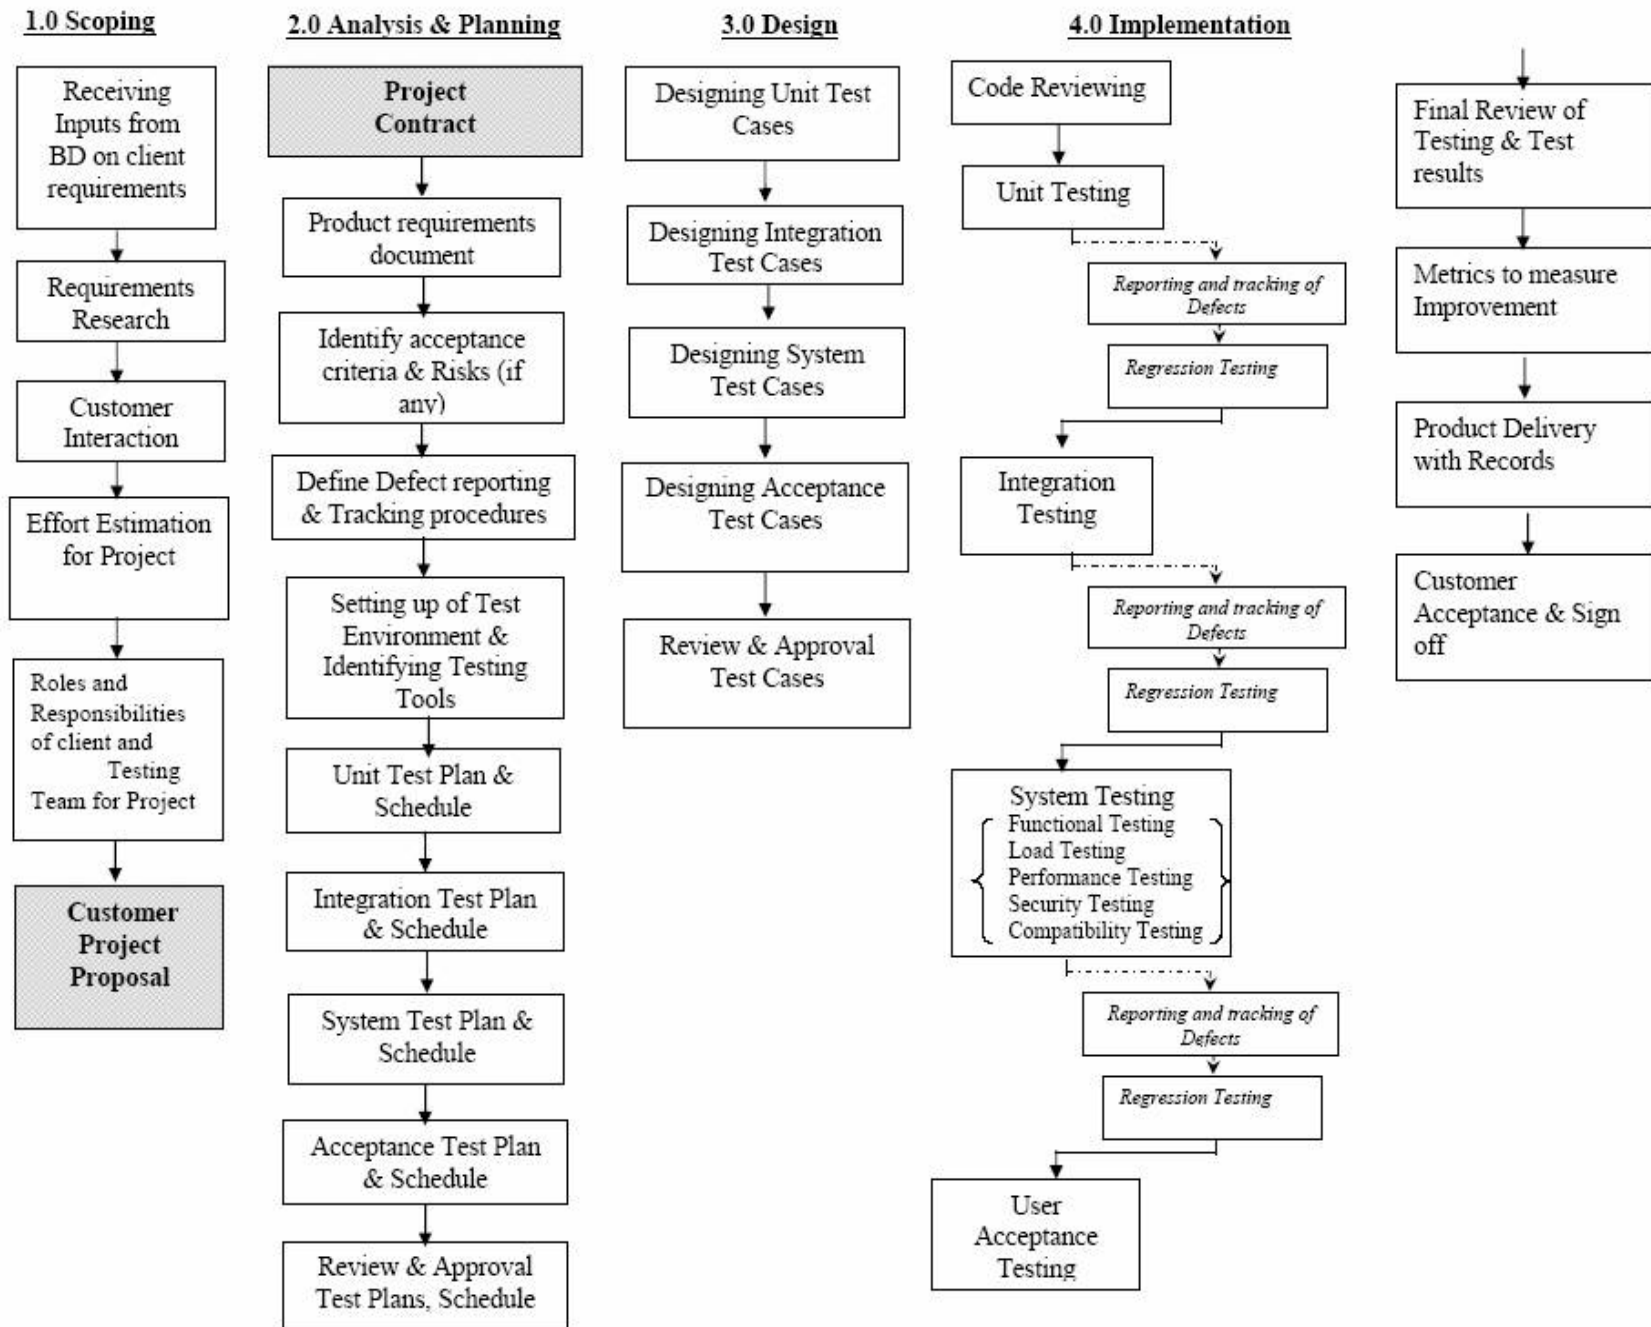 1.0 Scoping
Receiving
Inputs from
BD on client
requirements
Requirements
Research
Customer
Interaction
Effort Estimation
for Project
Roles and
Responsibilities
of client and
Testing
Team for Project
Customer
Project
Proposal
2.0 Analysis & Planning
Project
Contract
Product requirements
document
Identify acceptance
criteria & Risks (if
any)
Define Defect reporting
& Tracking procedures
Setting up of Test
Environment &
Identifying Testing
Tools
Unit Test Plan &
Schedule
Integration Test Plan
& Schedule
System Test Plan &
Schedule
Acceptance Test Plan
& Schedule
Review & Approval
Test Plans, Schedule
3.0 Design
Designing Unit Test
Cases
Designing Integration
Test Cases
Designing System
Test Cases
Designing Acceptance
Test Cases
Review & Approval
Test Cases
4.0 Implementation
Code Reviewing
Unit Testing
Reporting and tracking of
Defects
Regression Testing
Integration
Testing
Reporting and tracking of
Defects
Regression Testing
System Testing
Functional Testing
Load Testing
Performance Testing
Security Testing
Compatibility Testing
Reporting and tracking of
Defects
Regression Testing
User
Acceptance
Testing
Final Review of
Testing & Test
results
Metrics to measure
Improvement
Product Delivery
with Records
Customer
Acceptance & Sign
off